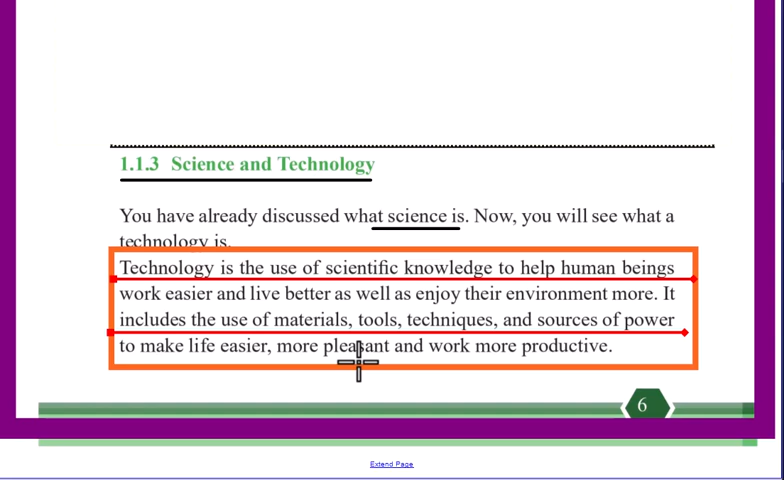 1.1.3 Science and Technology
You have already discussed what science is. Now, you will see what a
technology is.
Technology is the use of scientific knowledge to help human beings
work easier and live better as well as enjoy their environment more. It
includes the use of materials, tools, techniques, and sources of power
to make life easier, more pleasant and work more productive.
6
Extend Page